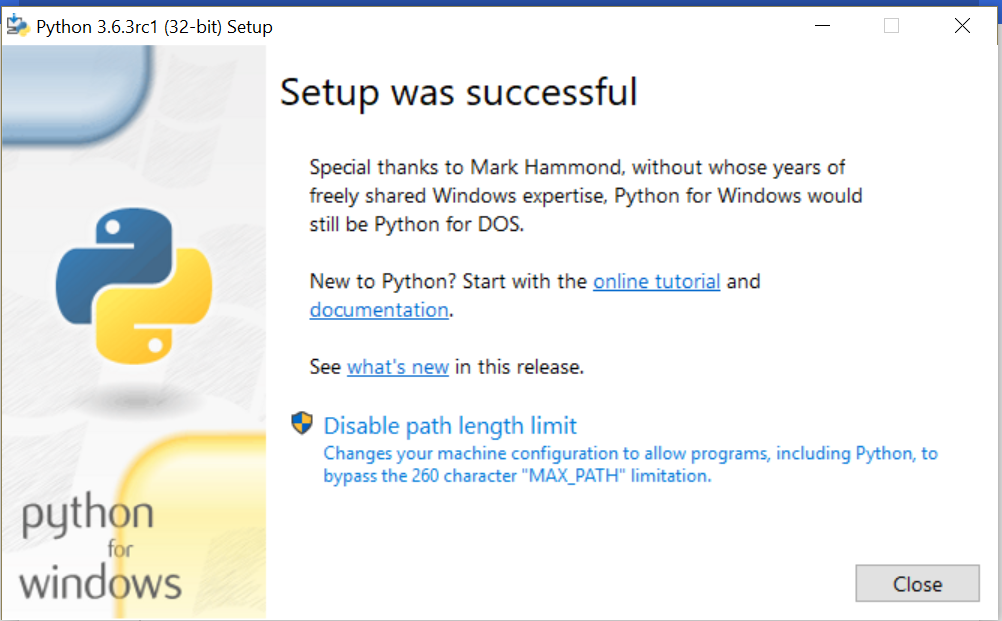 Python 3.6.3rc1 (32-bit) Setup
Setup was successful
Special thanks to Mark Hammond, without whose years of
freely shared Windows expertise, Python for Windows would
still be Python for DOS.
New to Python? Start with the online tutorial and
documentation.
See what's new in this release.
Disable path length limit
Changes your machine configuration to allow programs, including Python, to
bypass the 260 character "MAX_PATH" limitation.
python
for
windows
Close